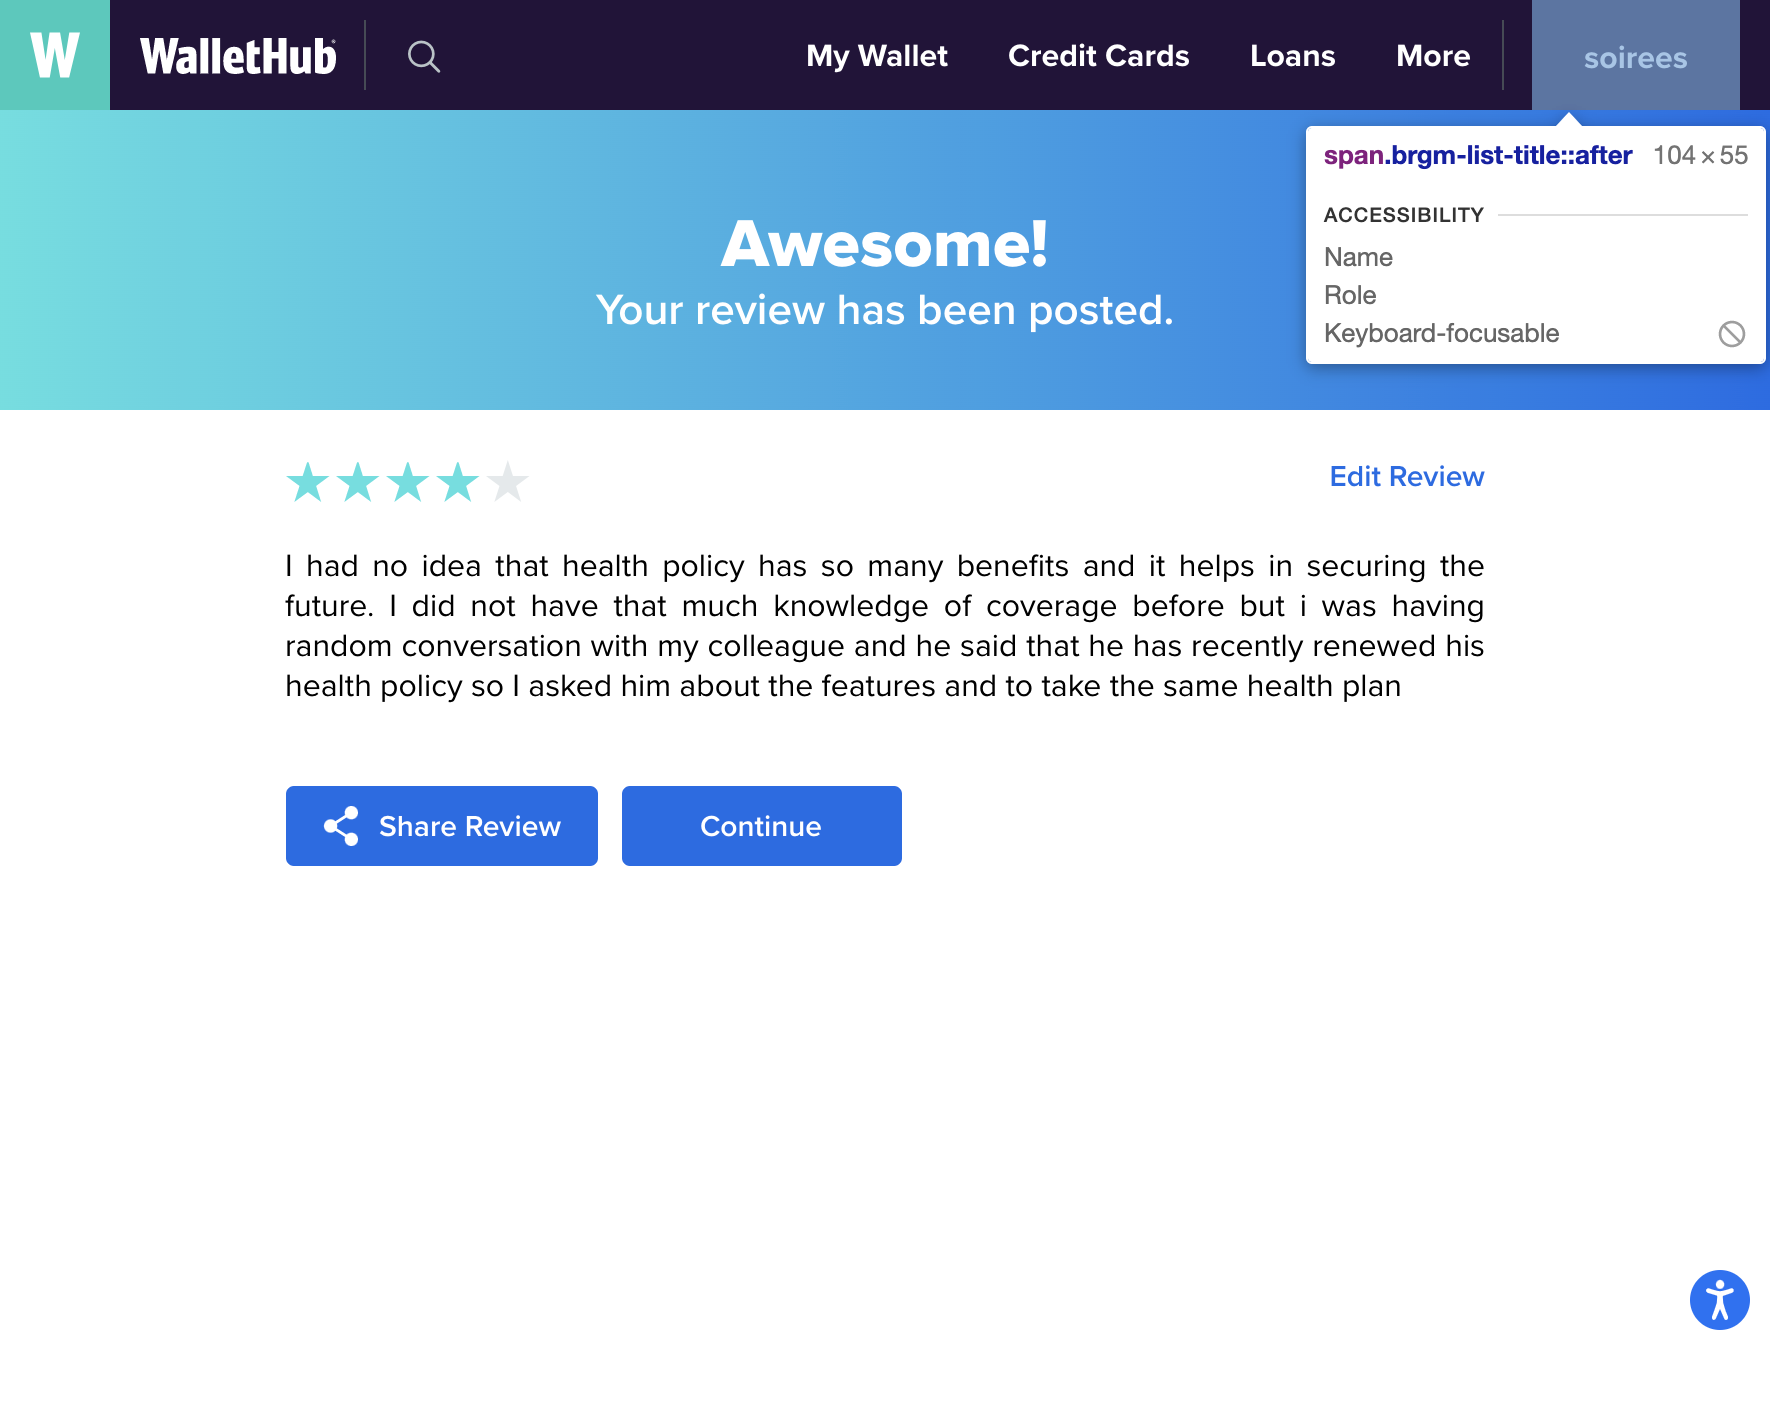 W WalletHub My Wallet Credit Cards Loans More soirees
span.brgm-list-title::after 104 × 55
ACCESSIBILITY
Name
Role
Keyboard-focusable
Awesome!
Your review has been posted.
Edit Review
I had no idea that health policy has so many benefits and it helps in securing the
future. I did not have that much knowledge of coverage before but i was having
random conversation with my colleague and he said that he has recently renewed his
health policy so I asked him about the features and to take the same health plan
Share Review
Continue